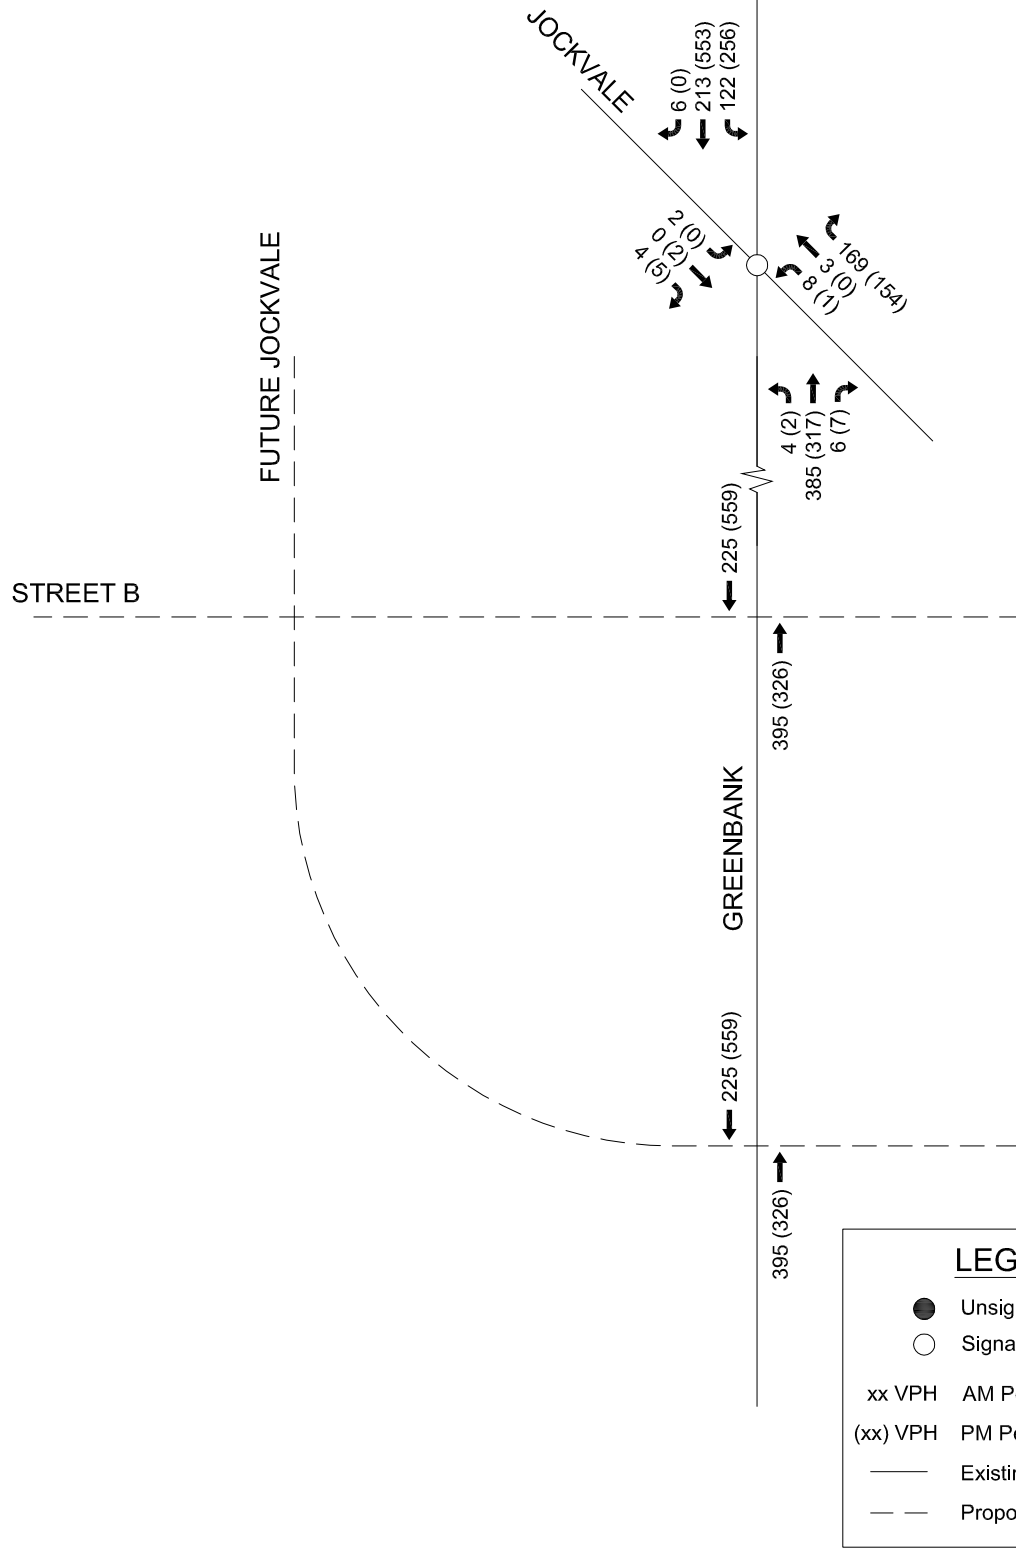 JOCKVALE
6 (0)
213 (553)
122 (256)
2 (0)
0 (2)
4 (5)
169 (154)
3 (0)
8 (1)
4 (2)
385 (317)
6 (7)
FUTURE JOCKVALE
225 (559)
STREET B
395 (326)
GREENBANK
225 (559)
395 (326)
LEG
Unsig
Signa
xx VPH AM P
(xx) VPH PM Pe
Existin
Propo